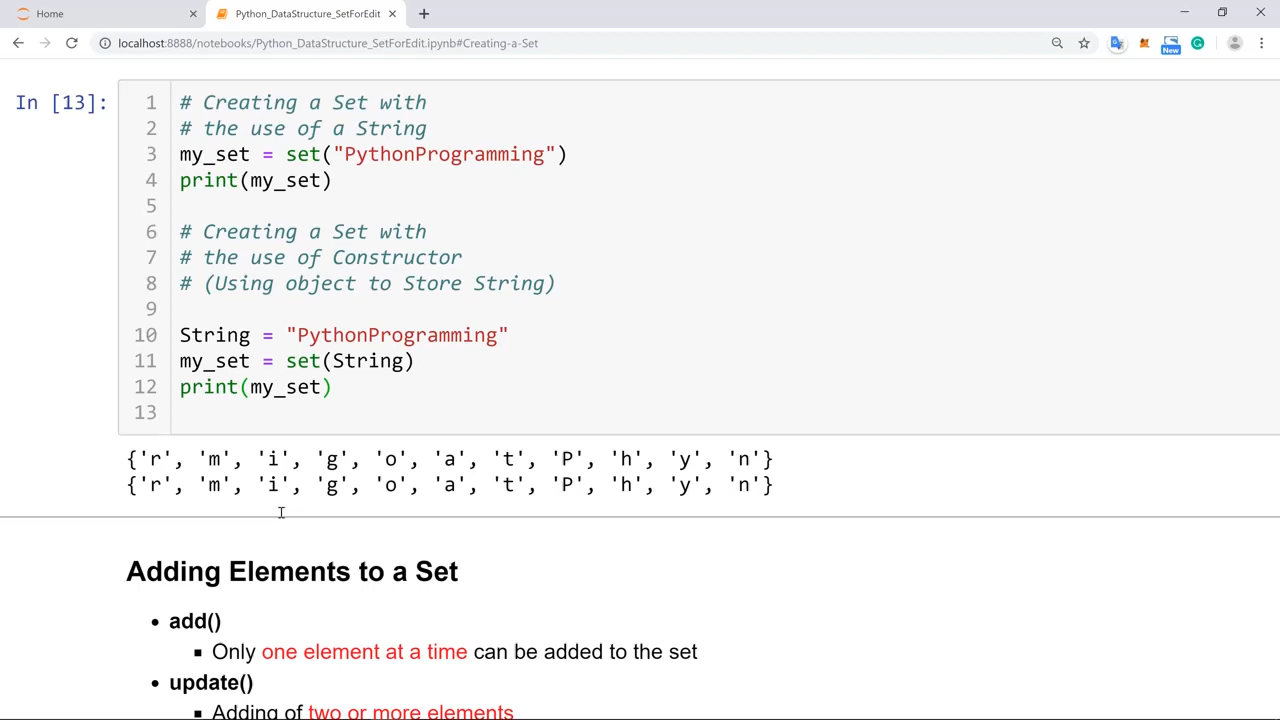 Home
Python_DataStructure_SetForEdit
localhost:8888/notebooks/Python_DataStructure_SetForEdit.ipynb#Creating-a-Set
New
In [13]:
1 # Creating a Set with
2 # the use of a String
3 my_set = set("PythonProgramming")
4 print(my_set)
5
6 # Creating a Set with
7 # the use of Constructor
8 # (Using object to Store String)
9
10 String = "PythonProgramming"
11 my_set = set(String)
12 print(my_set)
13
{'r', 'm', 'i', 'g', 'o', 'a', 't', 'P', 'h', 'y', 'n'}
{'r', 'm', 'i', 'g', 'o', 'a', 't', 'P', 'h', 'y', 'n'}
Adding Elements to a Set
• add()
▪ Only one element at a time can be added to the set
• update()
▪ Adding of two or more elements